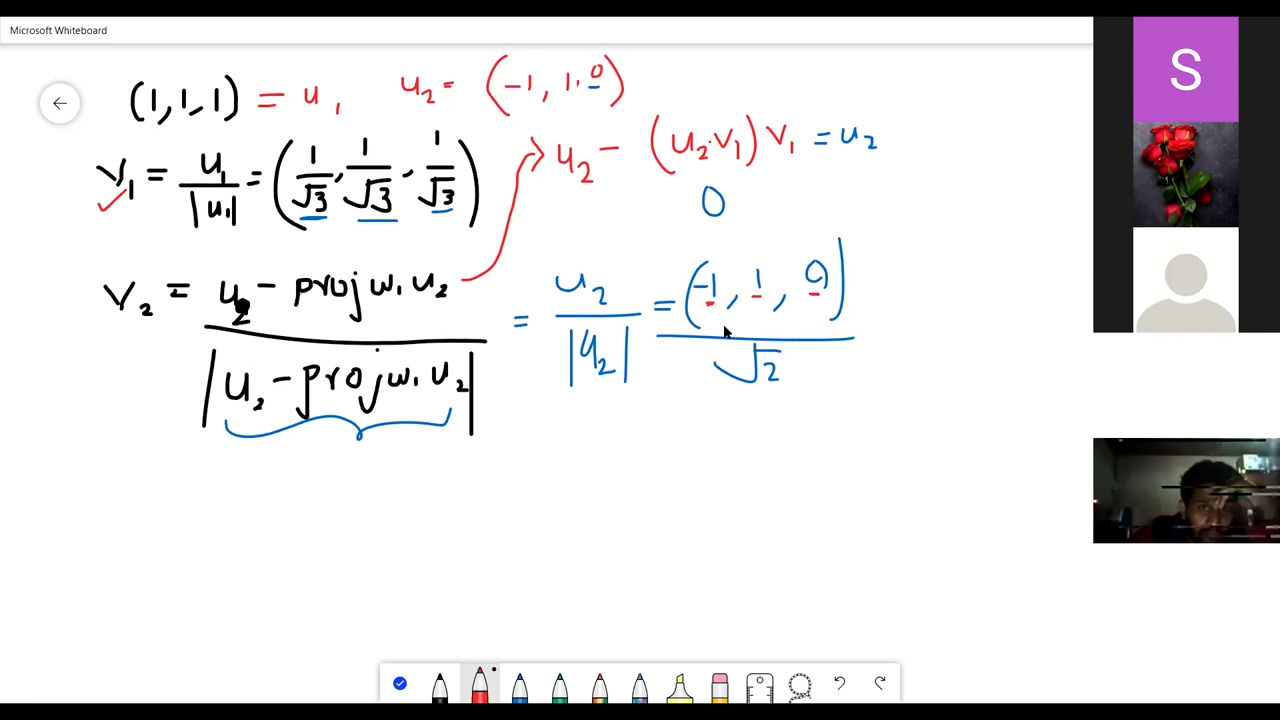 Microsoft Whiteboard
S
(1,1,1) = u1 u2 = (-1, 1, 0)
v1 = u1/|u1| = (1/√3, 1/√3, 1/√3) u2 - (u2·v1) v1 = u2
0
v2 = u2 - proj w1 u2 / |u2 - proj w1 u2| = u2/|u2| = (-1, 1, 0)/√2